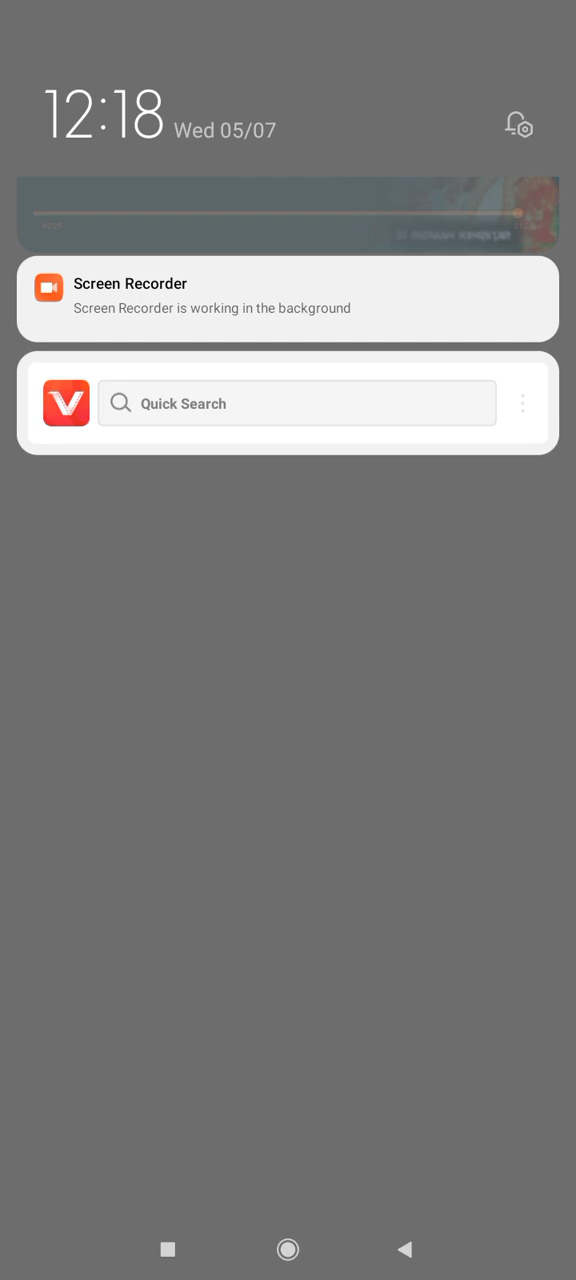 12:18 Wed 05/07
Screen Recorder
Screen Recorder is working in the background
Quick Search